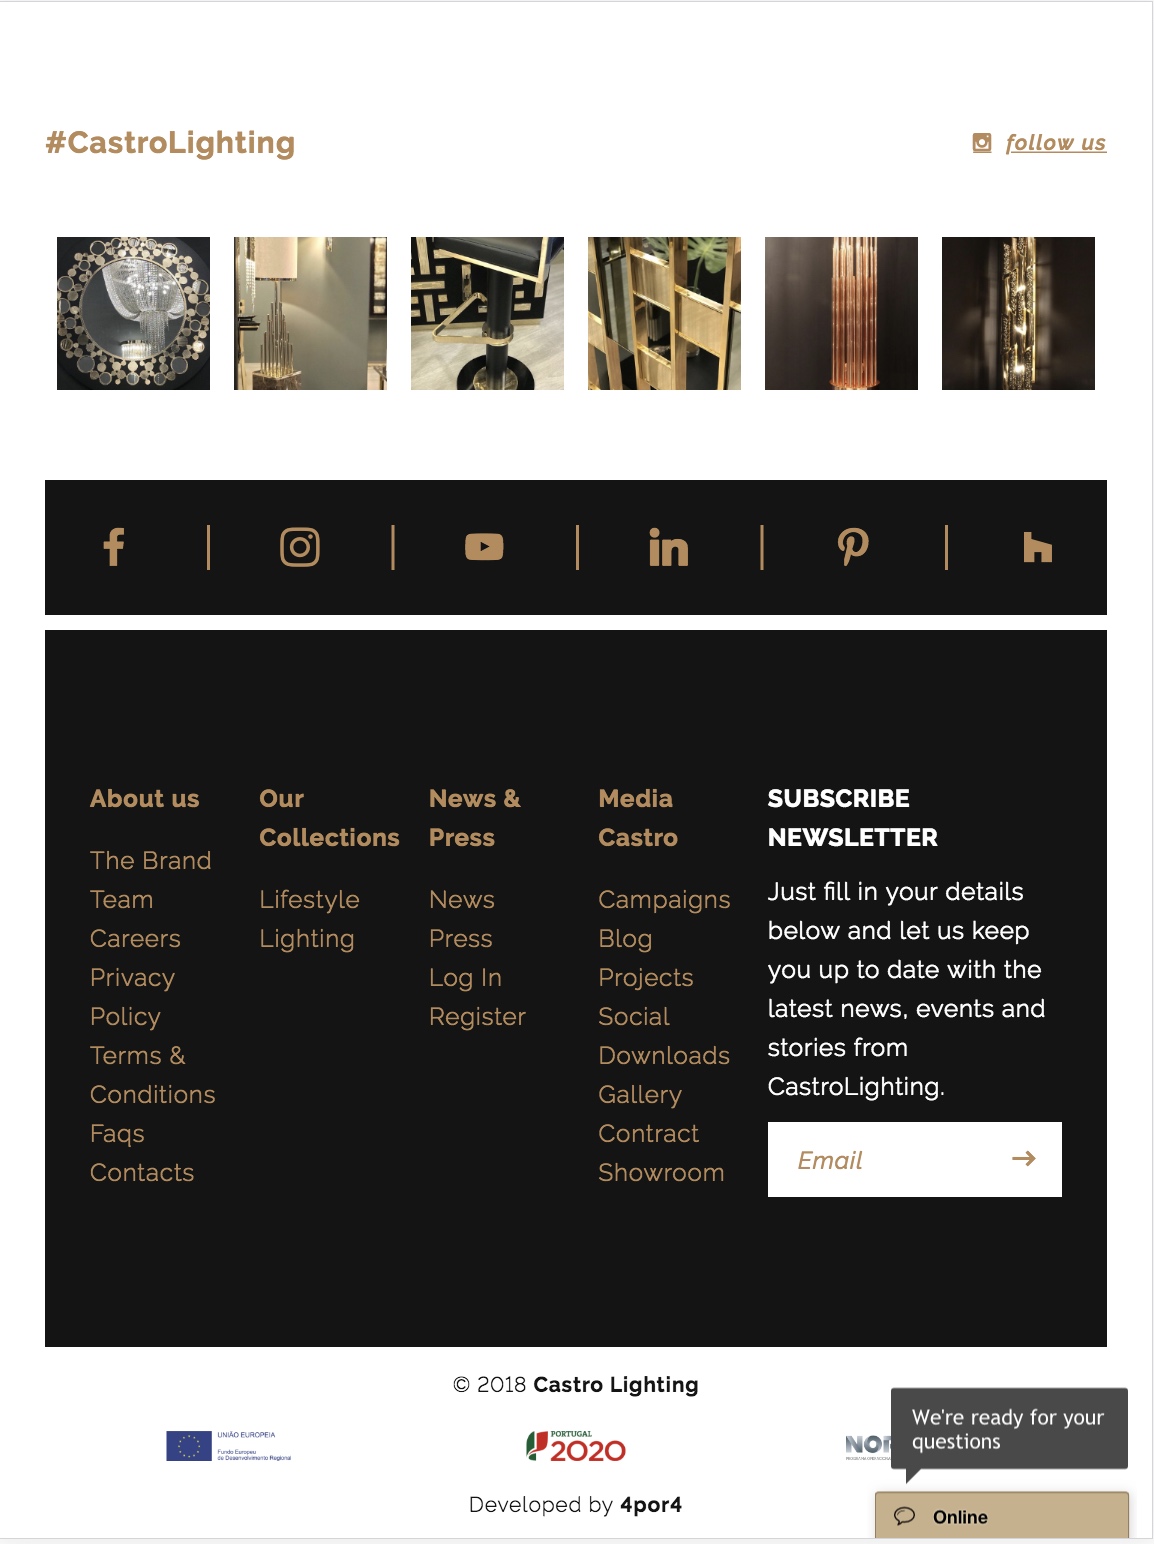 #CastroLighting
follow us
About us
The Brand
Team
Careers
Privacy
Policy
Terms &
Conditions
Faqs
Contacts
Our
Collections
Lifestyle
Lighting
News &
Press
News
Press
Log In
Register
Media
Castro
Campaigns
Blog
Projects
Social
Downloads
Gallery
Contract
Showroom
SUBSCRIBE
NEWSLETTER
Just fill in your details
below and let us keep
you up to date with the
latest news, events and
stories from
CastroLighting.
Email
© 2018 Castro Lighting
UNIÃO EUROPEIA
Fundo Europeu
de Desenvolvimento Regional
PORTUGAL
2020
We're ready for your
questions
Developed by 4por4
Online